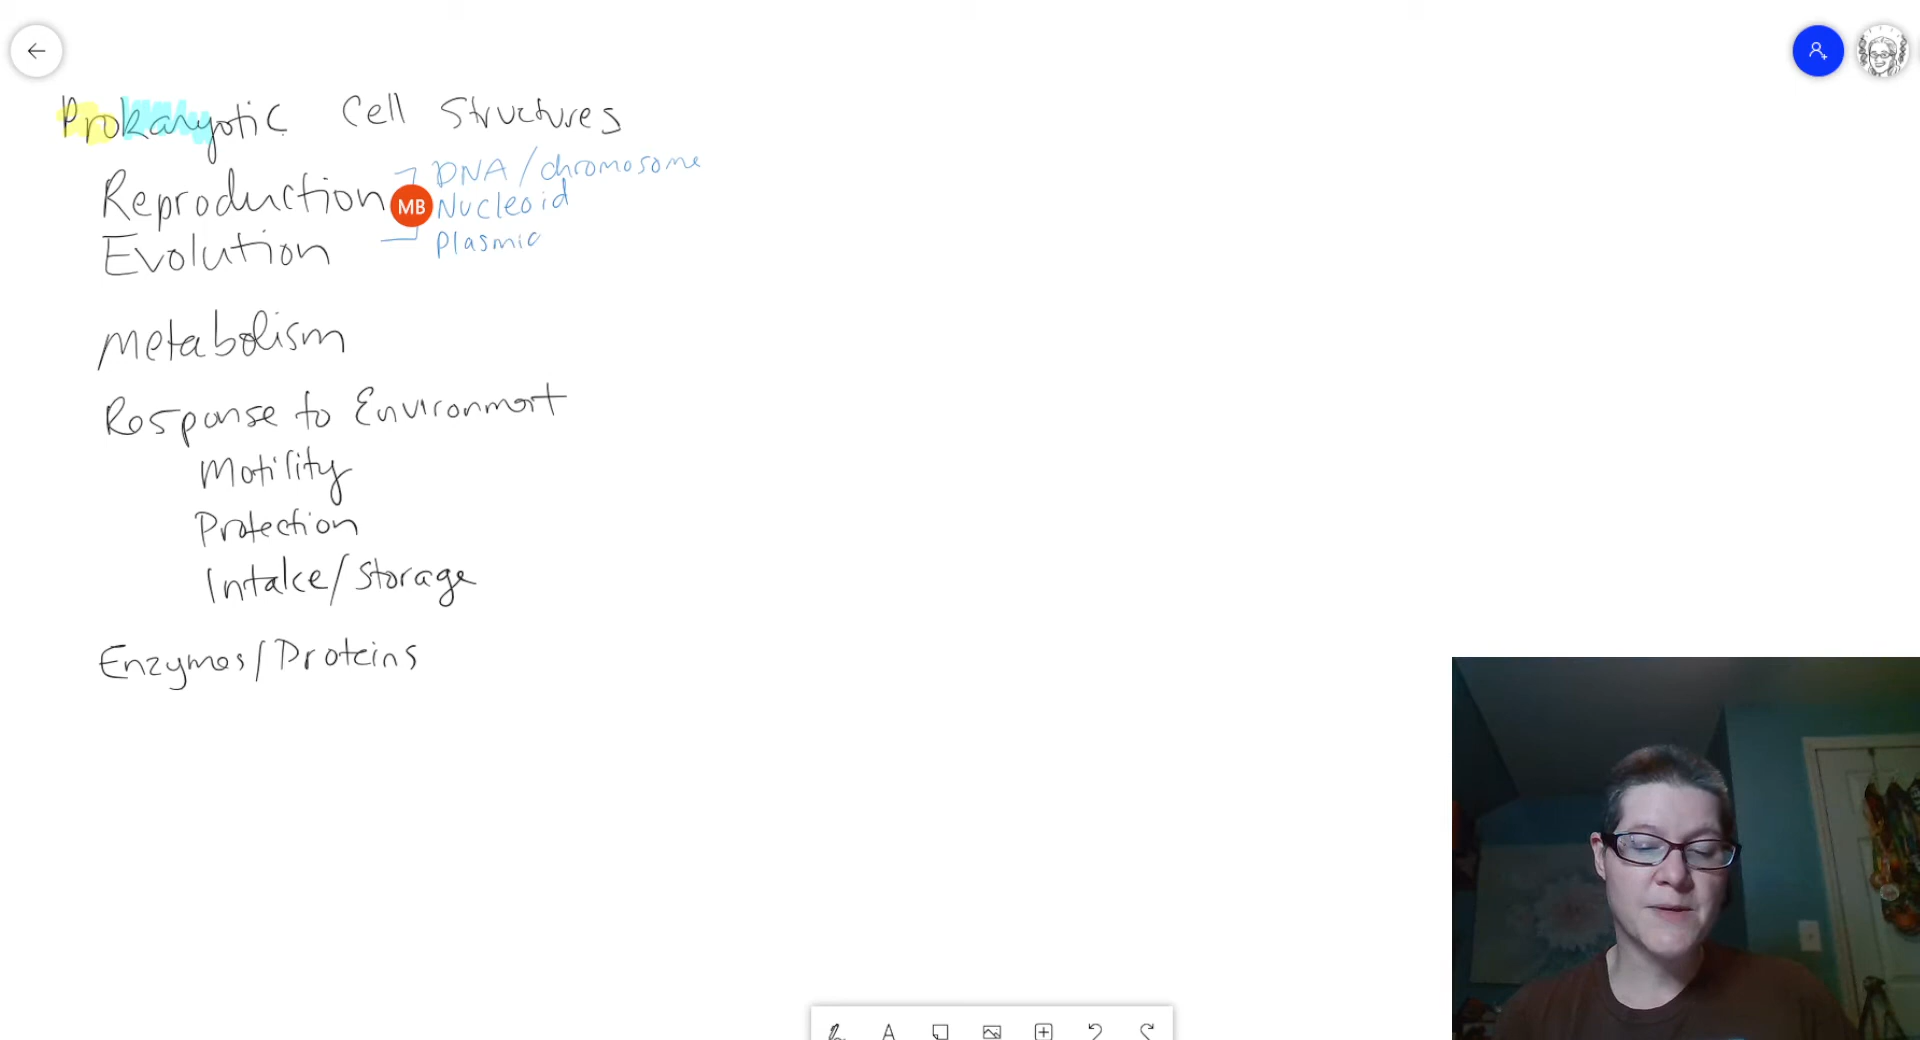 Prokaryotic Cell Structures
DNA/chromosome
Reproduction MB Nucleoid
Evolution Plasmid
Metabolism
Response to Environment
Motility
Protection
Intake/Storage
Enzymes/Proteins
A